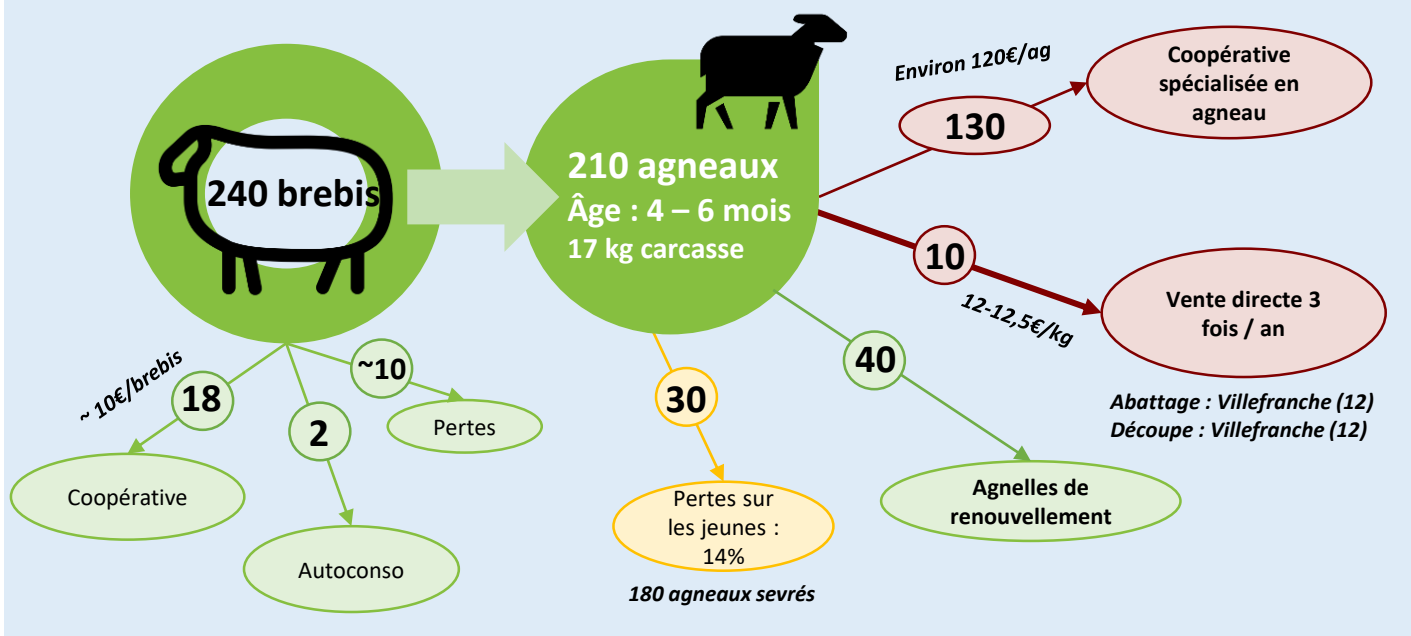 240 brebis
210 agneaux
Âge : 4 – 6 mois
17 kg carcasse
Environ 120€/ag
130
Coopérative
spécialisée en
agneau
10
12-12,5€/kg
Vente directe 3
fois / an
Abattage : Villefranche (12)
Découpe : Villefranche (12)
~ 10€/brebis
18
Coopérative
2
Autoconso
~10
Pertes
30
Pertes sur
les jeunes :
14%
180 agneaux sevrés
40
Agnelles de
renouvellement